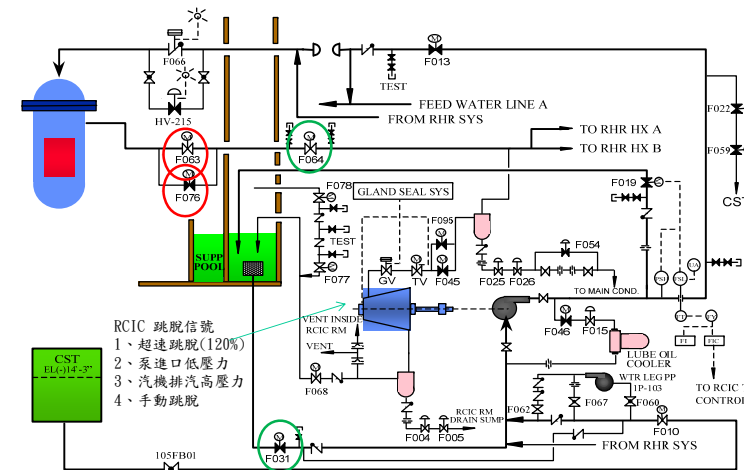 F066
HV-215
TEST
F013
FEED WATER LINE A
FROM RHR SYS
TO RHR HX A
TO RHR HX B
F022
F059
CST
F063
F064
F076
F019
F078
GLAND SEAL SYS
F095
TEST
F077
SUPP
POOL
GV
TV
F045
F025
F026
F054
TO MAIN COND.
RCIC 跳脫信號
1、超速跳脫(120%)
2、泵進口低壓力
3、汽機排汽高壓力
4、手動跳脫
VENT INSIDE
RCIC RM
VENT
F046
F015
LUBE OIL
COOLER
FI
FIC
TO RCIC T
CONTROL
CST
EL(-)14'-3"
F068
WTR LEG PP
1P-103
F062
F067
F060
F010
F004
F005
RCIC RM
DRAIN SUMP
F031
FROM RHR SYS
105FB01